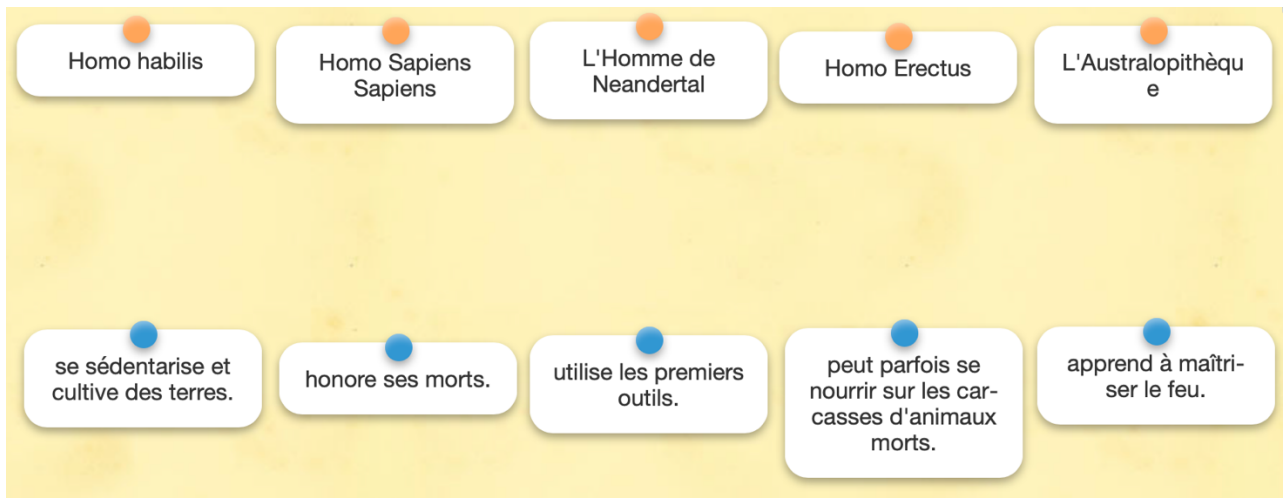 Homo habilis
Homo Sapiens
Sapiens
L'Homme de
Neandertal
Homo Erectus
L'Australopithèqu
e
se sédentarise et
cultive des terres.
honore ses morts.
utilise les premiers
outils.
peut parfois se
nourrir sur les car-
casses d'animaux
morts.
apprend à maîtri-
ser le feu.